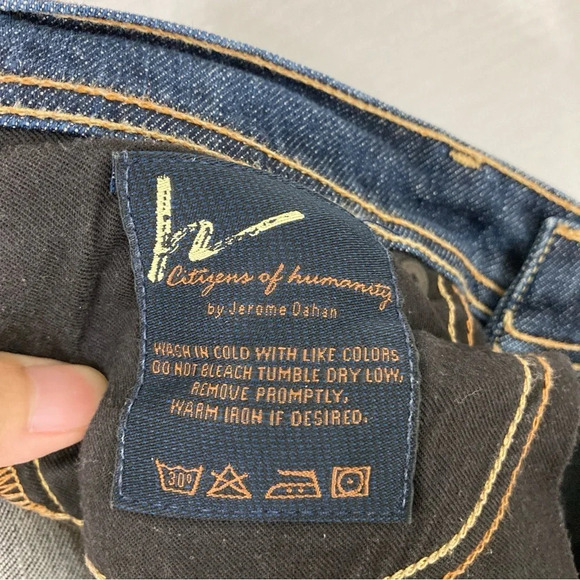 h
Citizens of humanity
by Jerome Dahan
WASH IN COLD WITH LIKE COLORS
DO NOT BLEACH TUMBLE DRY LOW,
REMOVE PROMPTLY,
WARM IRON IF DESIRED.
30°